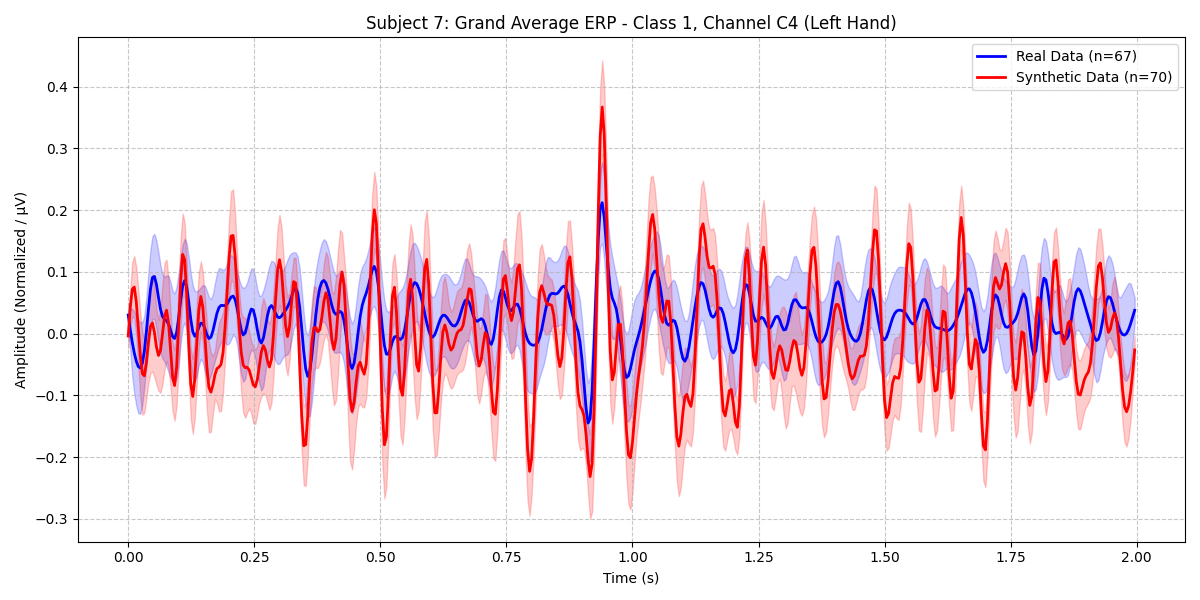 Subject 7: Grand Average ERP - Class 1, Channel C4 (Left Hand)
Real Data (n=67)
Synthetic Data (n=70)
Amplitude (Normalized / µV)
0.4
0.3
0.2
0.1
0.0
−0.1
−0.2
−0.3
0.00 0.25 0.50 0.75 1.00 1.25 1.50 1.75 2.00
Time (s)